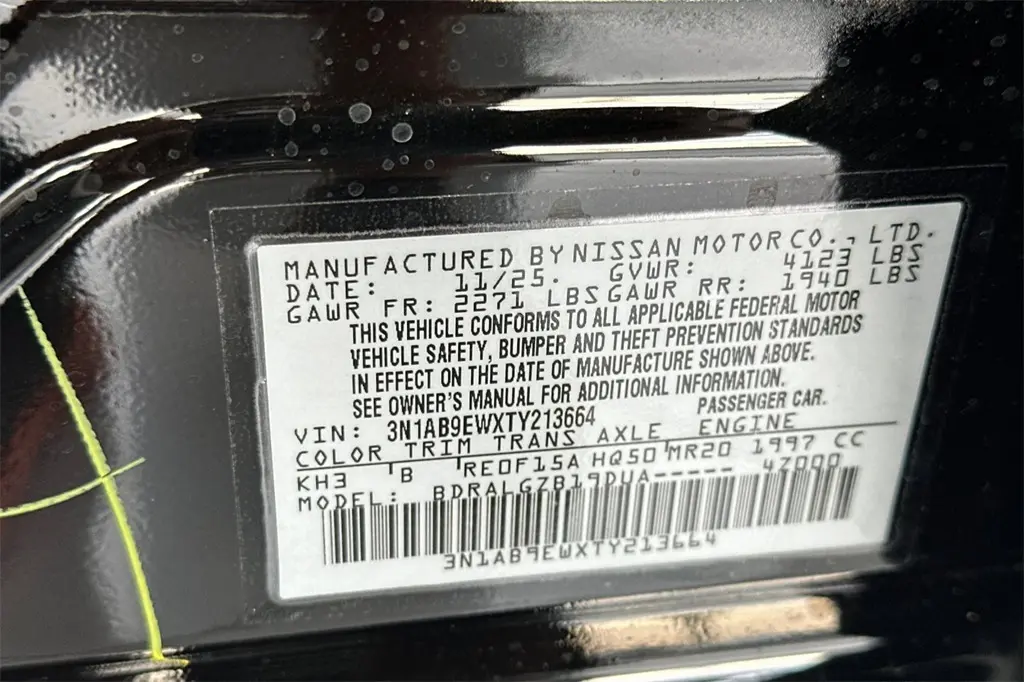 MANUFACTURED BY NISSAN MOTOR CO., LTD.
DATE: 11/25. GVWR: 4123 LBS
GAWR FR: 2271 LBS GAWR RR: 1940 LBS
THIS VEHICLE CONFORMS TO ALL APPLICABLE FEDERAL MOTOR
VEHICLE SAFETY, BUMPER AND THEFT PREVENTION STANDARDS
IN EFFECT ON THE DATE OF MANUFACTURE SHOWN ABOVE.
SEE OWNER'S MANUAL FOR ADDITIONAL INFORMATION.
VIN: 3N1AB9EWXTY213664 PASSENGER CAR.
COLOR TRIM TRANS AXLE ENGINE
KH3 B RE0F15A HQ50 MR20 1997 CC
MODEL: BDRALGZB19DUA----- 47000
3N1AB9EWXTY213664